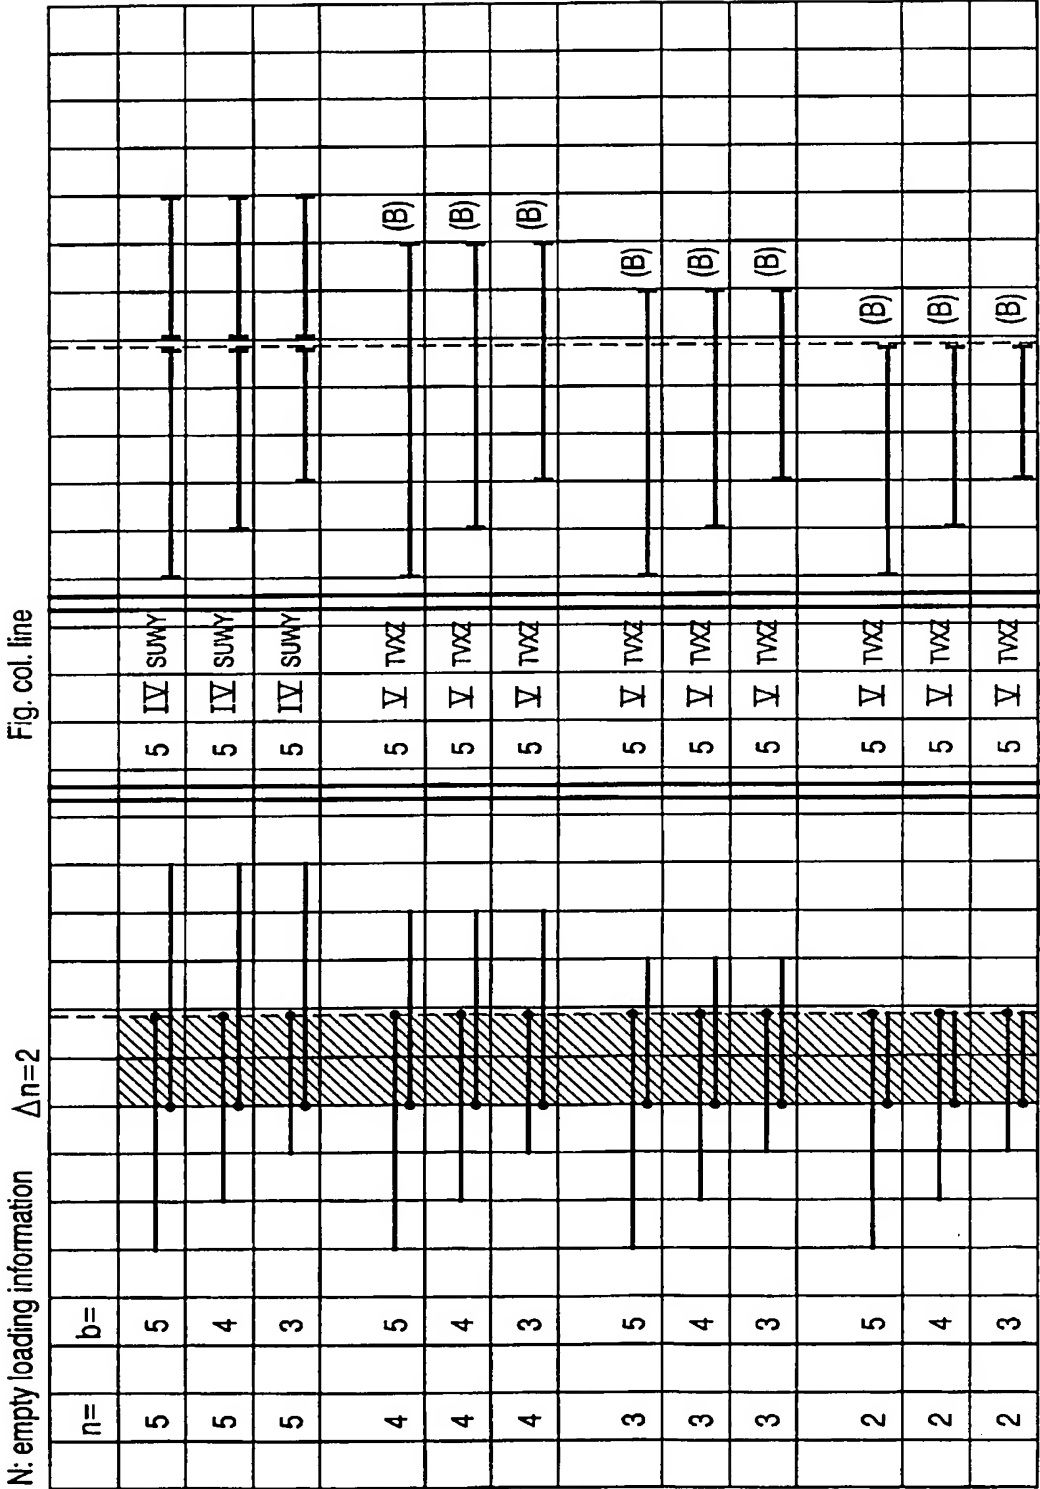 N: empty loading information Δn=2 Fig. col. line
n= b=
5 5 5 IV SUWY
5 4 5 IV SUWY
5 3 5 IV SUWY
4 5 5 V TVXZ (B)
4 4 5 V TVXZ (B)
4 3 5 V TVXZ (B)
3 5 5 V TVXZ (B)
3 4 5 V TVXZ (B)
3 3 5 V TVXZ (B)
2 5 5 V TVXZ (B)
2 4 5 V TVXZ (B)
2 3 5 V TVXZ (B)